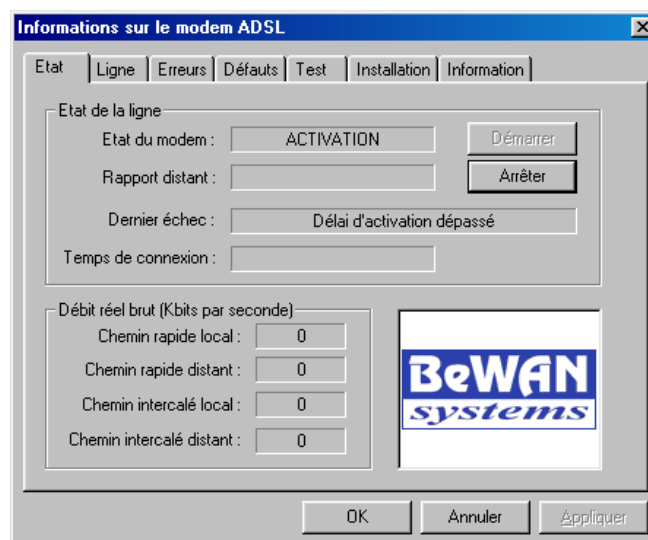 Informations sur le modem ADSL
Etat Ligne Erreurs Défauts Test Installation Information
Etat de la ligne
Etat du modem : ACTIVATION Démarrer
Rapport distant : Arrêter
Dernier échec : Délai d'activation dépassé
Temps de connexion :
Débit réel brut (Kbits par seconde)
Chemin rapide local : 0
Chemin rapide distant : 0
Chemin intercalé local : 0
Chemin intercalé distant : 0
BeWAN
systems
OK Annuler Appliquer